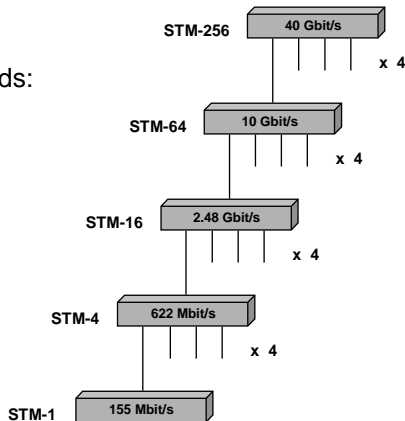 STM-256 40 Gbit/s
x 4
ds:
STM-64 10 Gbit/s
x 4
STM-16 2.48 Gbit/s
x 4
STM-4 622 Mbit/s
x 4
STM-1 155 Mbit/s